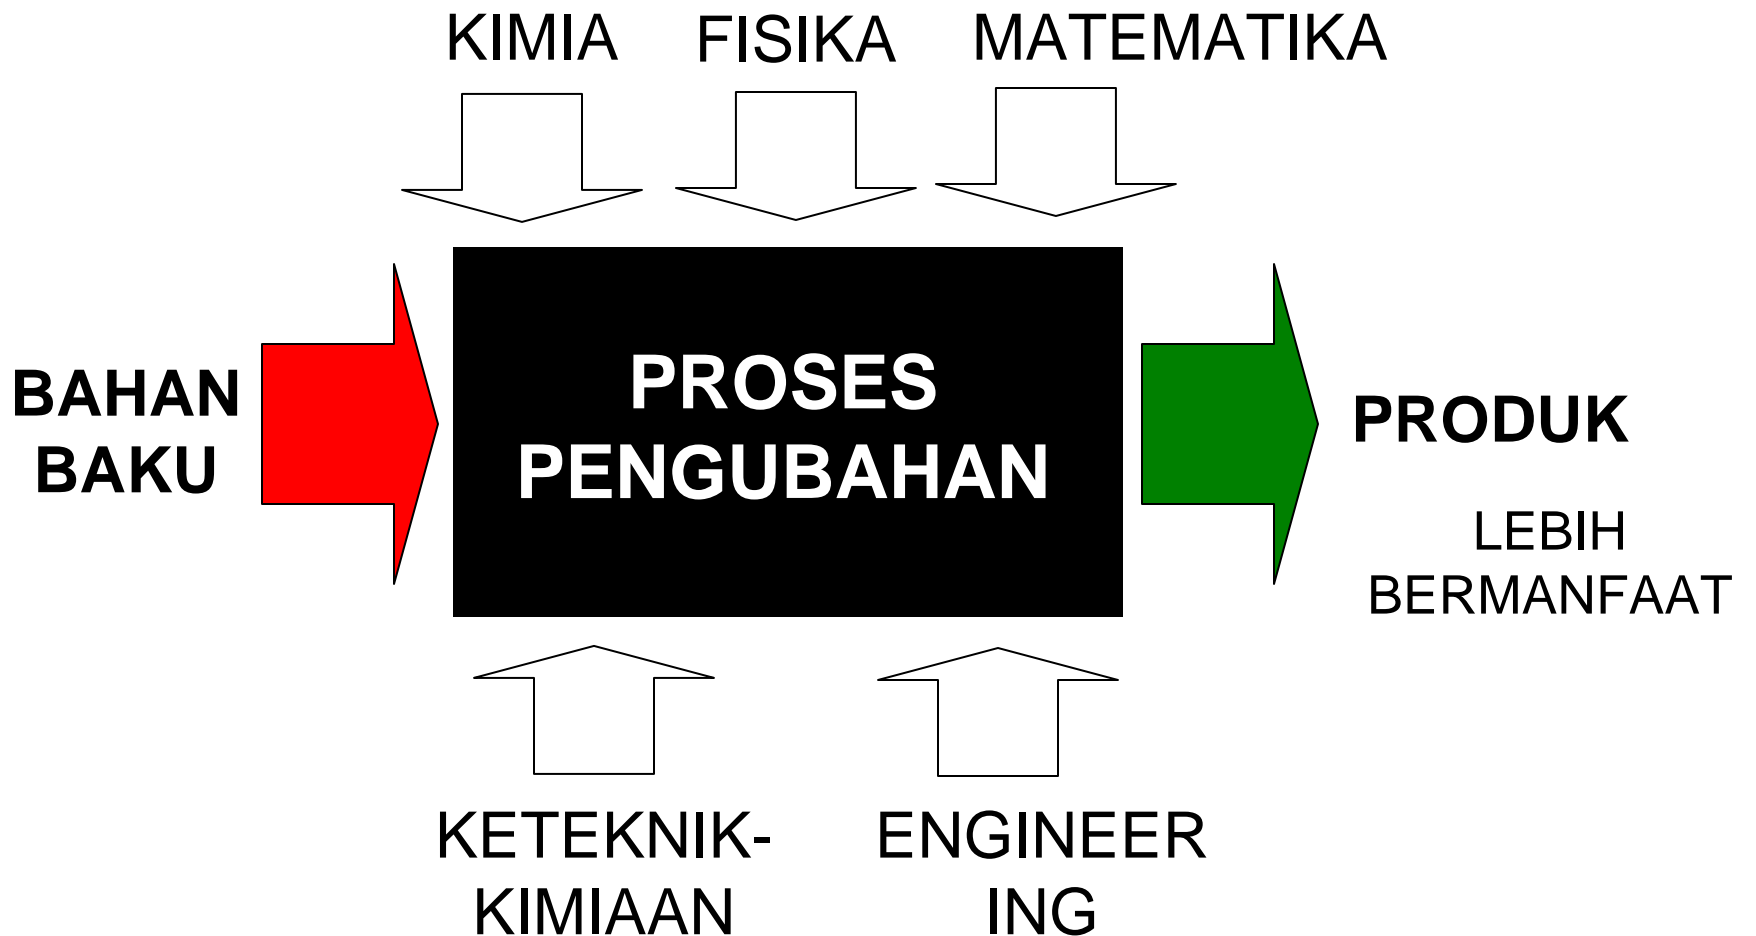 KIMIA FISIKA MATEMATIKA
BAHAN
BAKU
PROSES
PENGUBAHAN
PRODUK
LEBIH
BERMANFAAT
KETEKNIK-
KIMIAAN
ENGINEER
ING